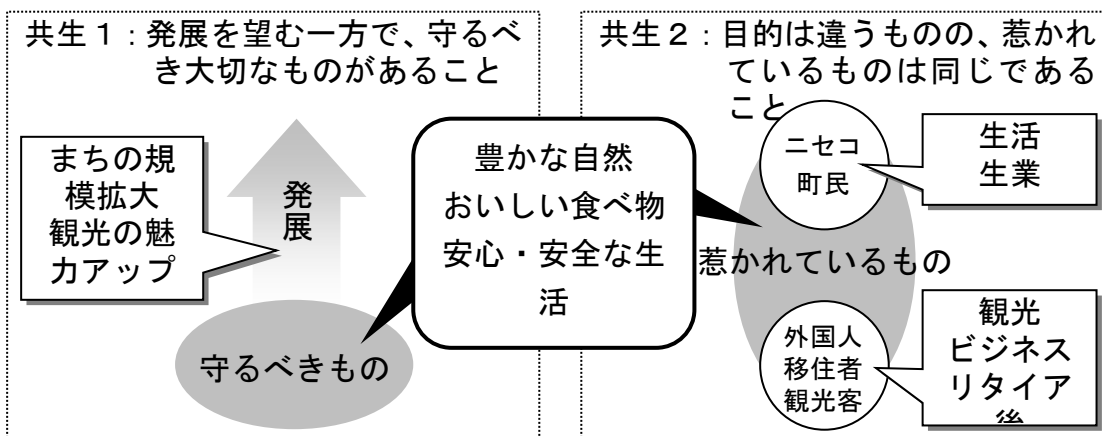 共生１：発展を望む一方で、守るべ
き大切なものがあること
まちの規
模拡大
観光の魅
力アップ
発
展
守るべきもの
豊かな自然
おいしい食べ物
安心・安全な生
活
共生２：目的は違うものの、惹かれ
ているものは同じである
こと
ニセコ
町民
生活
生業
惹かれているもの
外国人
移住者
観光客
観光
ビジネス
リタイア
後